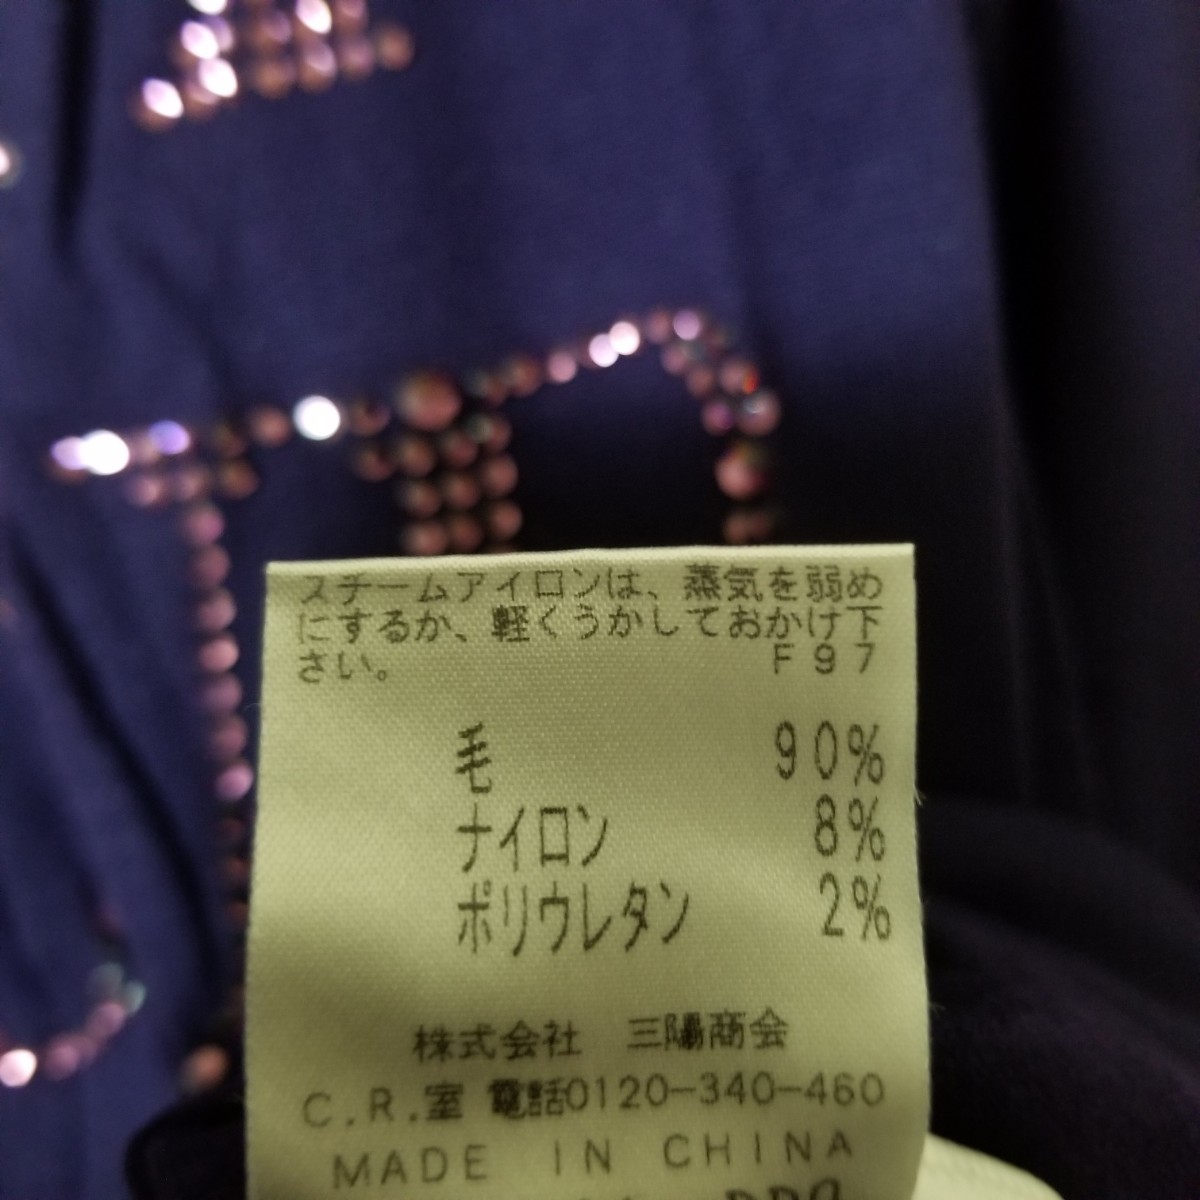 スチームアイロンは、蒸気を弱め
にするか、軽くうかしておかけ下
さい。 F97
毛 90%
ナイロン 8%
ポリウレタン 2%
株式会社 三陽商会
C.R.室 電話0120-340-460
MADE IN CHINA